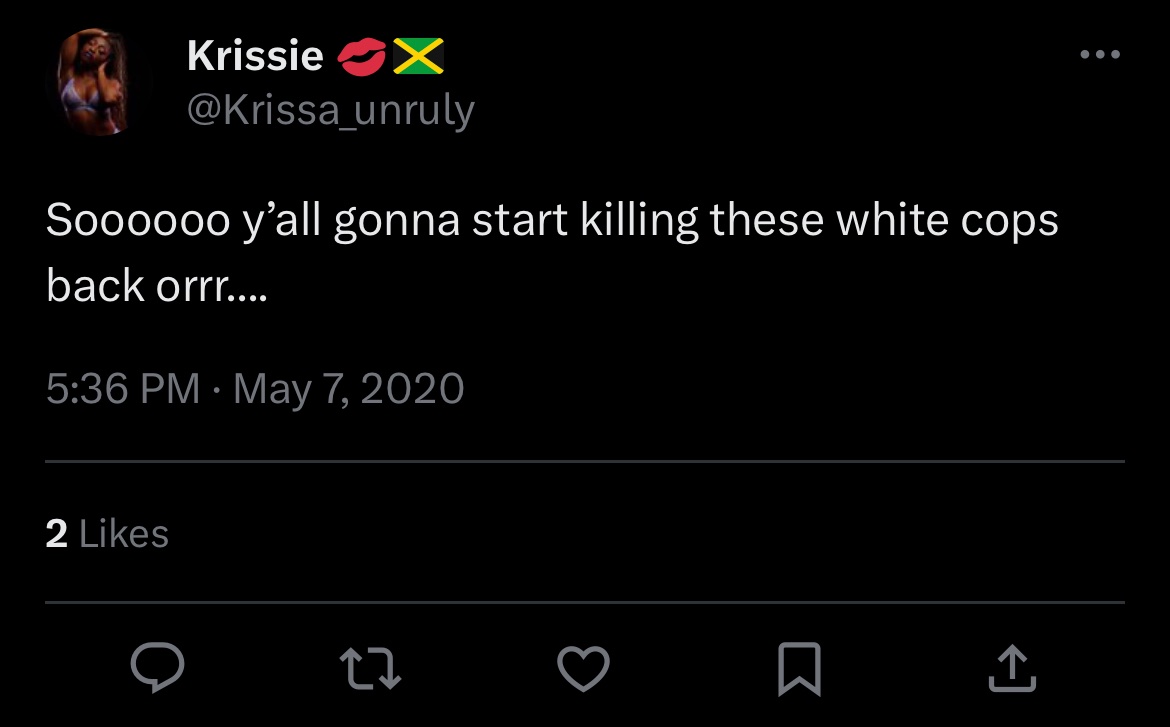 Krissie 💋🇯🇲
@Krissa_unruly
Soooooo y’all gonna start killing these white cops
back orrr....
5:36 PM · May 7, 2020
2 Likes